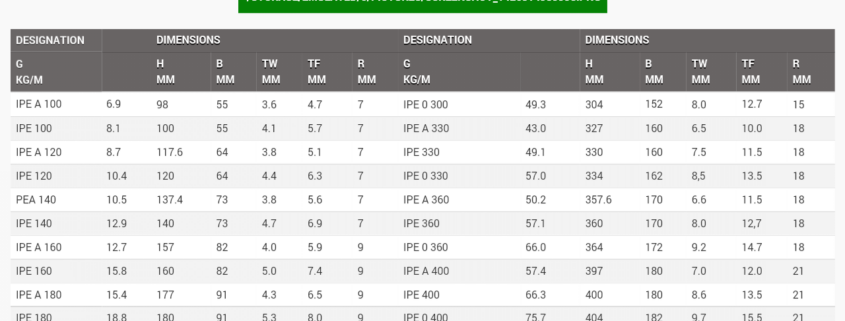 DESIGNATION DIMENSIONS DESIGNATION DIMENSIONS
G H B TW TF R G H B TW TF R
KG/M MM MM MM MM MM KG/M MM MM MM MM MM
IPE A 100 6.9 98 55 3.6 4.7 7 IPE 0 300 49.3 304 152 8.0 12.7 15
IPE 100 8.1 100 55 4.1 5.7 7 IPE A 330 43.0 327 160 6.5 10.0 18
IPE A 120 8.7 117.6 64 3.8 5.1 7 IPE 330 49.1 330 160 7.5 11.5 18
IPE 120 10.4 120 64 4.4 6.3 7 IPE 0 330 57.0 334 162 8,5 13.5 18
PEA 140 10.5 137.4 73 3.8 5.6 7 IPE A 360 50.2 357.6 170 6.6 11.5 18
IPE 140 12.9 140 73 4.7 6.9 7 IPE 360 57.1 360 170 8.0 12,7 18
IPE A 160 12.7 157 82 4.0 5.9 9 IPE 0 360 66.0 364 172 9.2 14.7 18
IPE 160 15.8 160 82 5.0 7.4 9 IPE A 400 57.4 397 180 7.0 12.0 21
IPE A 180 15.4 177 91 4.3 6.5 9 IPE 400 66.3 400 180 8.6 13.5 21
IPE 180 18.8 180 91 5.3 8.0 9 IPE 0 400 75.7 404 182 9.7 15.5 21